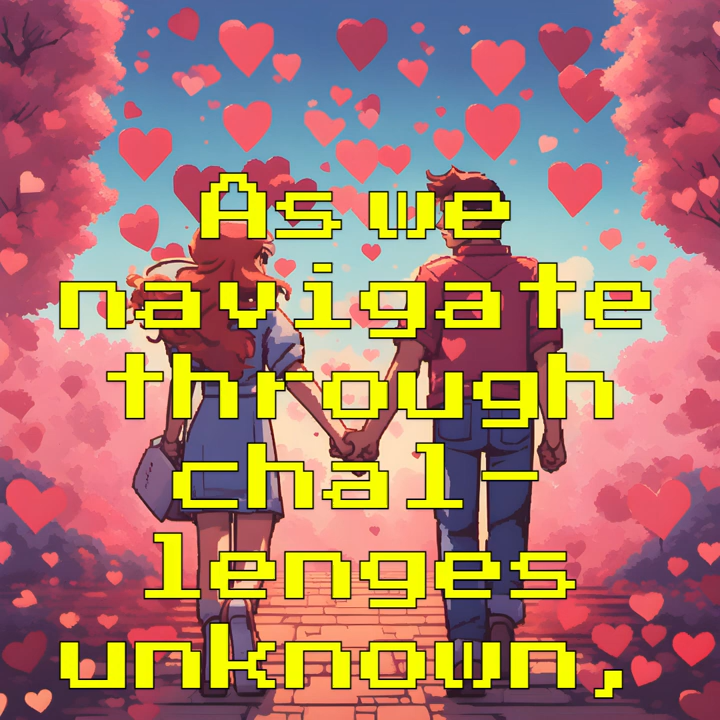 As we
navigate
through
chal-
lenges
unknown,